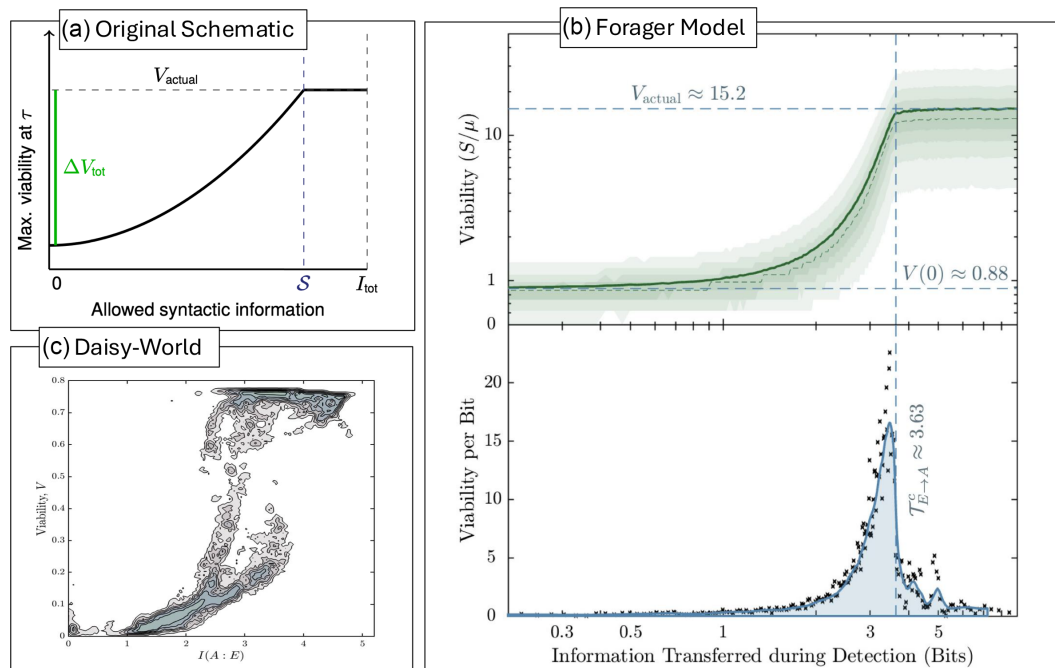 (a) Original Schematic
Max. viability at τ
V_actual
ΔV_tot
0
𝒮
I_tot
Allowed syntactic information
(b) Forager Model
Viability (S/μ)
10
1
0
V_actual ≈ 15.2
V(0) ≈ 0.88
Viability per Bit
20
15
10
5
0
𝒯^c_{E→A} ≈ 3.63
0.3
0.5
1
3
5
Information Transferred during Detection (Bits)
(c) Daisy-World
Viability, V
0.8
0.7
0.6
0.5
0.4
0.3
0.2
0.1
0
0
1
2
3
4
5
I(A : E)